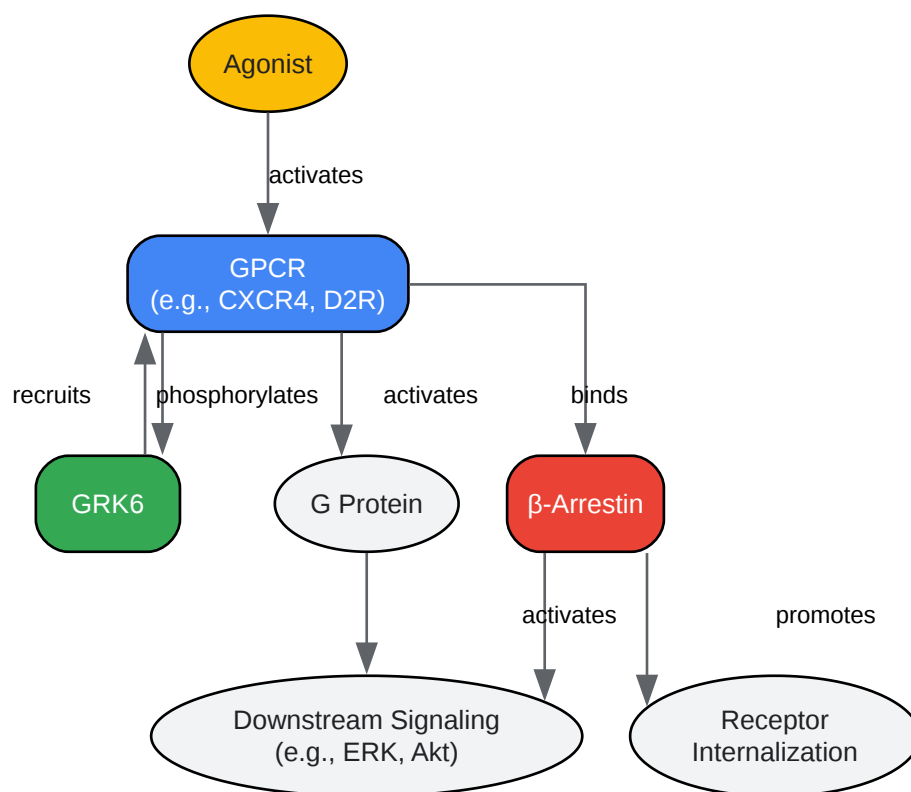 Agonist
activates
GPCR
(e.g., CXCR4, D2R)
recruits
phosphorylates
activates
binds
GRK6
G Protein
β-Arrestin
activates
promotes
Downstream Signaling
(e.g., ERK, Akt)
Receptor
Internalization